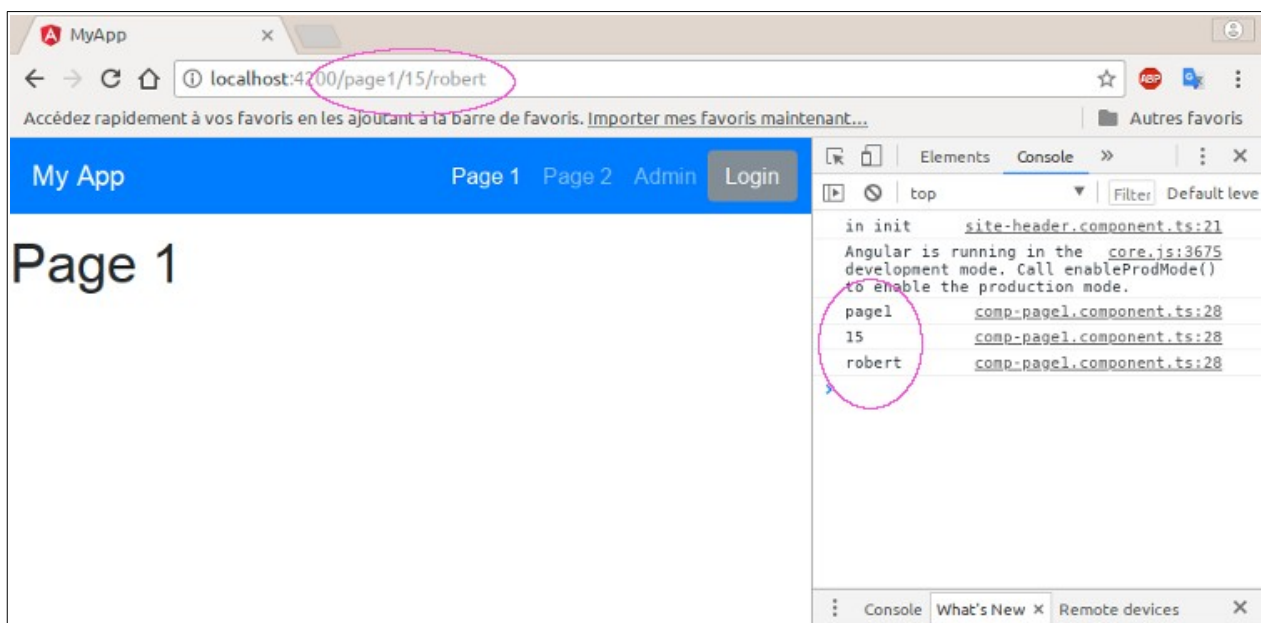 MyApp
localhost:4200/page1/15/robert
ABP
Accédez rapidement à vos favoris en les ajoutant à la barre de favoris. Importer mes favoris maintenant...
Autres favoris
My App
Page 1
Page 2
Admin
Login
Page 1
Elements Console »
top Filter Default leve
in init site-header.component.ts:21
Angular is running in the core.js:3675
development mode. Call enableProdMode()
to enable the production mode.
page1 comp-page1.component.ts:28
15 comp-page1.component.ts:28
robert comp-page1.component.ts:28
Console What's New × Remote devices